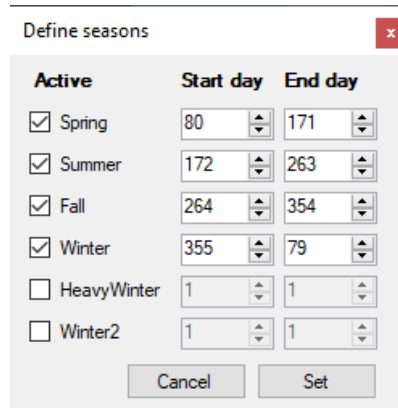 Define seasons
x
Active Start day End day
Spring 80 171
Summer 172 263
Fall 264 354
Winter 355 79
HeavyWinter 1 1
Winter2 1 1
Cancel Set